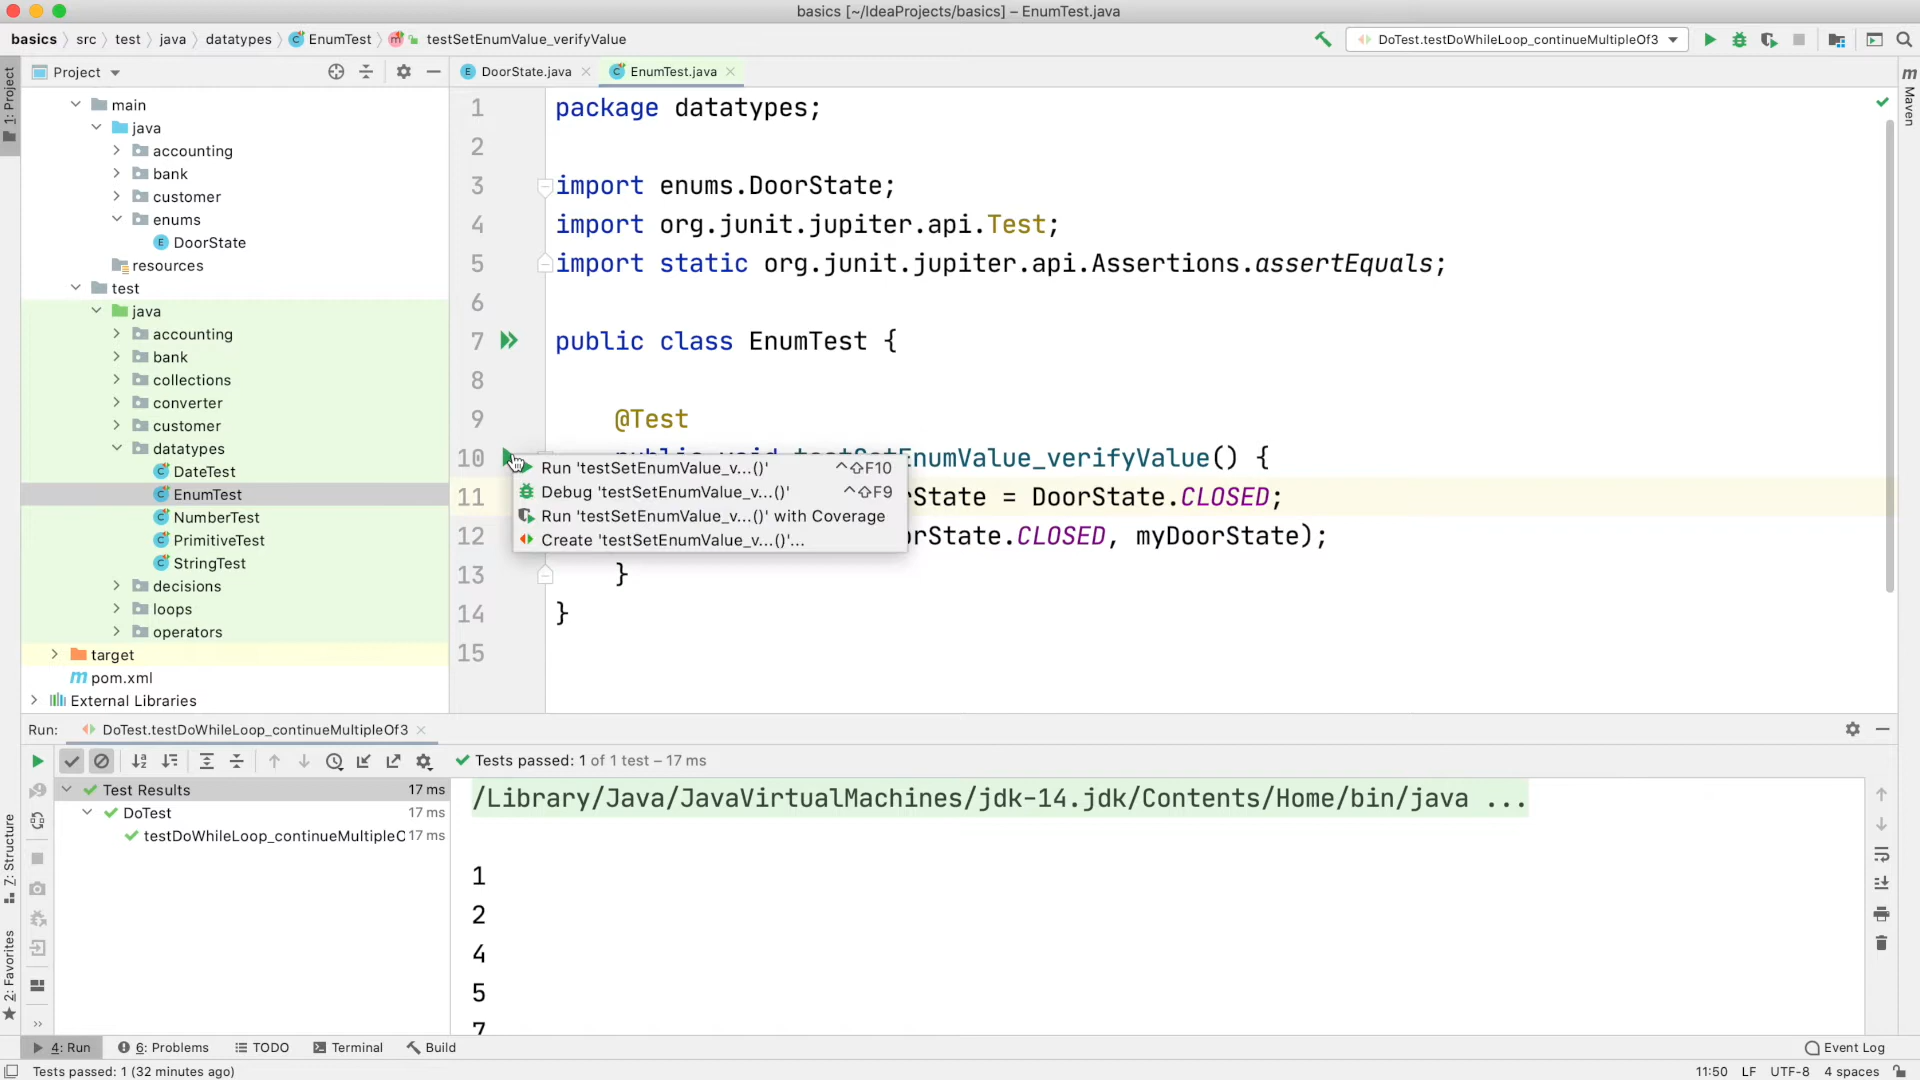 basics [~/IdeaProjects/basics] – EnumTest.java
basics src test java datatypes EnumTest testSetEnumValue_verifyValue
DoTest.testDoWhileLoop_continueMultipleOf3
Project
DoorState.java EnumTest.java
1: Project
main
java
accounting
bank
customer
enums
DoorState
resources
test
java
accounting
bank
collections
converter
customer
datatypes
DateTest
EnumTest
NumberTest
PrimitiveTest
StringTest
decisions
loops
operators
target
pom.xml
External Libraries
1 package datatypes;
2
3 import enums.DoorState;
4 import org.junit.jupiter.api.Test;
5 import static org.junit.jupiter.api.Assertions.assertEquals;
6
7 public class EnumTest {
8
9 @Test
10 EnumValue_verifyValue() {
11 State = DoorState.CLOSED;
12 rState.CLOSED, myDoorState);
13 }
14 }
15
Run 'testSetEnumValue_v...()' ^⇧F10
Debug 'testSetEnumValue_v...()' ^⇧F9
Run 'testSetEnumValue_v...()' with Coverage
Create 'testSetEnumValue_v...()'...
m Maven
Run: DoTest.testDoWhileLoop_continueMultipleOf3
Tests passed: 1 of 1 test – 17 ms
Test Results 17 ms
DoTest 17 ms
testDoWhileLoop_continueMultipleO 17 ms
/Library/Java/JavaVirtualMachines/jdk-14.jdk/Contents/Home/bin/java ...
1
2
4
5
7
Z: Structure
2: Favorites
4: Run 6: Problems TODO Terminal Build Event Log
Tests passed: 1 (32 minutes ago) 11:50 LF UTF-8 4 spaces